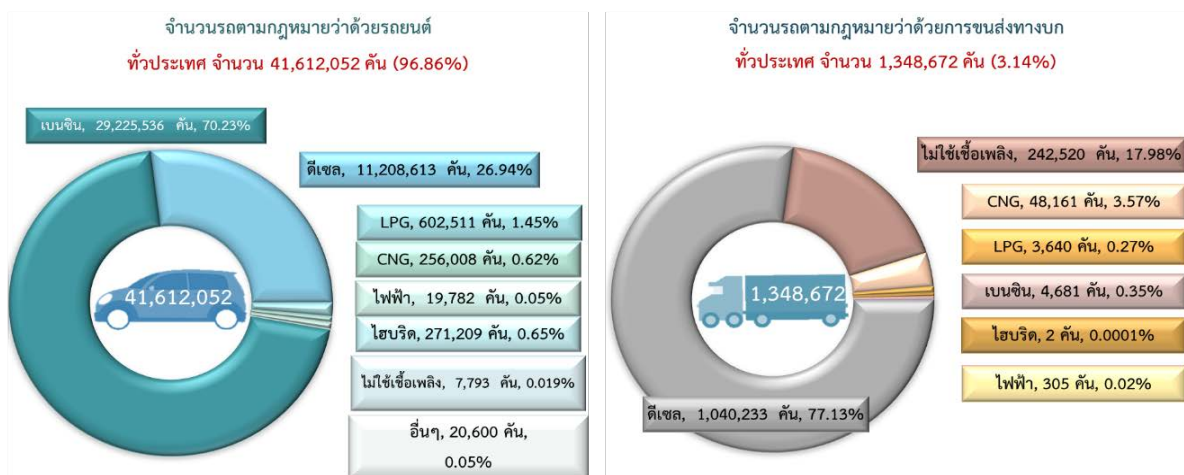 จำนวนรถตามกฎหมายว่าด้วยรถยนต์
ทั่วประเทศ จำนวน 41,612,052 คัน (96.86%)
เบนซิน, 29,225,536 คัน, 70.23%
ดีเซล, 11,208,613 คัน, 26.94%
LPG, 602,511 คัน, 1.45%
CNG, 256,008 คัน, 0.62%
ไฟฟ้า, 19,782 คัน, 0.05%
ไฮบริด, 271,209 คัน, 0.65%
ไม่ใช้เชื้อเพลิง, 7,793 คัน, 0.019%
อื่นๆ, 20,600 คัน,
0.05%
41,612,052
จำนวนรถตามกฎหมายว่าด้วยการขนส่งทางบก
ทั่วประเทศ จำนวน 1,348,672 คัน (3.14%)
ไม่ใช้เชื้อเพลิง, 242,520 คัน, 17.98%
CNG, 48,161 คัน, 3.57%
LPG, 3,640 คัน, 0.27%
เบนซิน, 4,681 คัน, 0.35%
ไฮบริด, 2 คัน, 0.0001%
ไฟฟ้า, 305 คัน, 0.02%
1,348,672
ดีเซล, 1,040,233 คัน, 77.13%